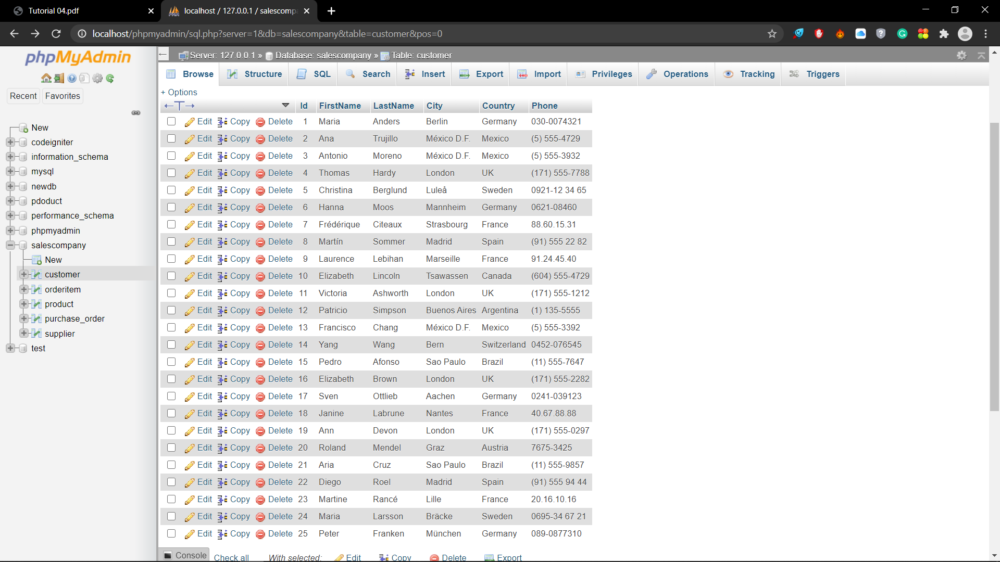 Tutorial 04.pdf
localhost / 127.0.0.1 / salescomp
localhost/phpmyadmin/sql.php?server=1&db=salescompany&table=customer&pos=0
phpMyAdmin
Recent Favorites
New
codeigniter
information_schema
mysql
newdb
pdoduct
performance_schema
phpmyadmin
salescompany
New
customer
orderitem
product
purchase_order
supplier
test
Server: 127.0.0.1 » Database: salescompany » Table: customer
Browse Structure SQL Search Insert Export Import Privileges Operations Tracking Triggers
+ Options
←T→ Id FirstName LastName City Country Phone
Edit Copy Delete 1 Maria Anders Berlin Germany 030-0074321
Edit Copy Delete 2 Ana Trujillo México D.F. Mexico (5) 555-4729
Edit Copy Delete 3 Antonio Moreno México D.F. Mexico (5) 555-3932
Edit Copy Delete 4 Thomas Hardy London UK (171) 555-7788
Edit Copy Delete 5 Christina Berglund Luleå Sweden 0921-12 34 65
Edit Copy Delete 6 Hanna Moos Mannheim Germany 0621-08460
Edit Copy Delete 7 Frédérique Citeaux Strasbourg France 88.60.15.31
Edit Copy Delete 8 Martín Sommer Madrid Spain (91) 555 22 82
Edit Copy Delete 9 Laurence Lebihan Marseille France 91.24.45.40
Edit Copy Delete 10 Elizabeth Lincoln Tsawassen Canada (604) 555-4729
Edit Copy Delete 11 Victoria Ashworth London UK (171) 555-1212
Edit Copy Delete 12 Patricio Simpson Buenos Aires Argentina (1) 135-5555
Edit Copy Delete 13 Francisco Chang México D.F. Mexico (5) 555-3392
Edit Copy Delete 14 Yang Wang Bern Switzerland 0452-076545
Edit Copy Delete 15 Pedro Afonso Sao Paulo Brazil (11) 555-7647
Edit Copy Delete 16 Elizabeth Brown London UK (171) 555-2282
Edit Copy Delete 17 Sven Ottlieb Aachen Germany 0241-039123
Edit Copy Delete 18 Janine Labrune Nantes France 40.67.88.88
Edit Copy Delete 19 Ann Devon London UK (171) 555-0297
Edit Copy Delete 20 Roland Mendel Graz Austria 7675-3425
Edit Copy Delete 21 Aria Cruz Sao Paulo Brazil (11) 555-9857
Edit Copy Delete 22 Diego Roel Madrid Spain (91) 555 94 44
Edit Copy Delete 23 Martine Rancé Lille France 20.16.10.16
Edit Copy Delete 24 Maria Larsson Bräcke Sweden 0695-34 67 21
Edit Copy Delete 25 Peter Franken München Germany 089-0877310
Console Check all With selected: Edit Copy Delete Export